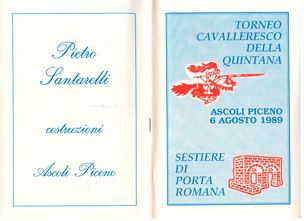 Pietro
Santarelli
costruzioni
Ascoli Piceno
TORNEO
CAVALLERESCO
DELLA
QUINTANA
ASCOLI PICENO
6 AGOSTO 1989
SESTIERE
DI
PORTA
ROMANA